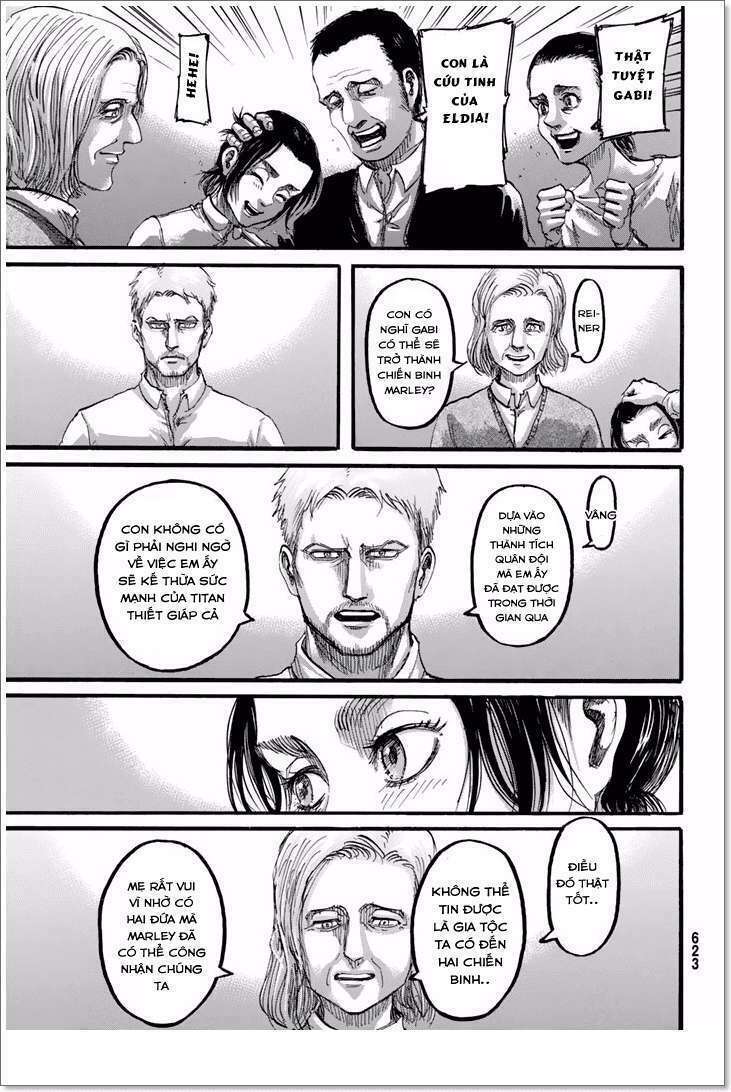 THẬT
TUYỆT
GABI!
CON LÀ
CỨU TINH
CỦA
ELDIA!
HEHE!
REI-
NER
CON CÓ
NGHĨ GABI
CÓ THỂ SẼ
TRỞ THÀNH
CHIẾN BINH
MARLEY?
VÂNG
DỰA VÀO
NHỮNG
THÀNH TÍCH
QUÂN ĐỘI
MÀ EM ẤY
ĐÃ ĐẠT ĐƯỢC
TRONG THỜI
GIAN QUA
CON KHÔNG CÓ
GÌ PHẢI NGHI NGỜ
VỀ VIỆC EM ẤY
SẼ KẾ THỪA SỨC
MẠNH CỦA TITAN
THIẾT GIÁP CẢ
ĐIỀU
ĐÓ THẬT
TỐT..
KHÔNG THỂ
TIN ĐƯỢC
LÀ GIA TỘC
TA CÓ ĐẾN
HAI CHIẾN
BINH..
MẸ RẤT VUI
VÌ NHỜ CÓ
HAI ĐỨA MÀ
MARLEY ĐÃ
CÓ THỂ CÔNG
NHẬN CHÚNG
TA
623